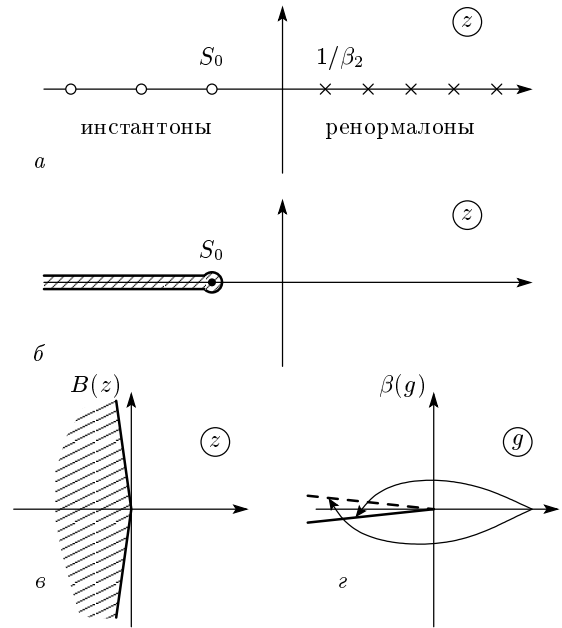 z
S₀ 1/β₂
инстантоны ренормалоны
а
z
S₀
б
B(z) β(g)
z g
в г